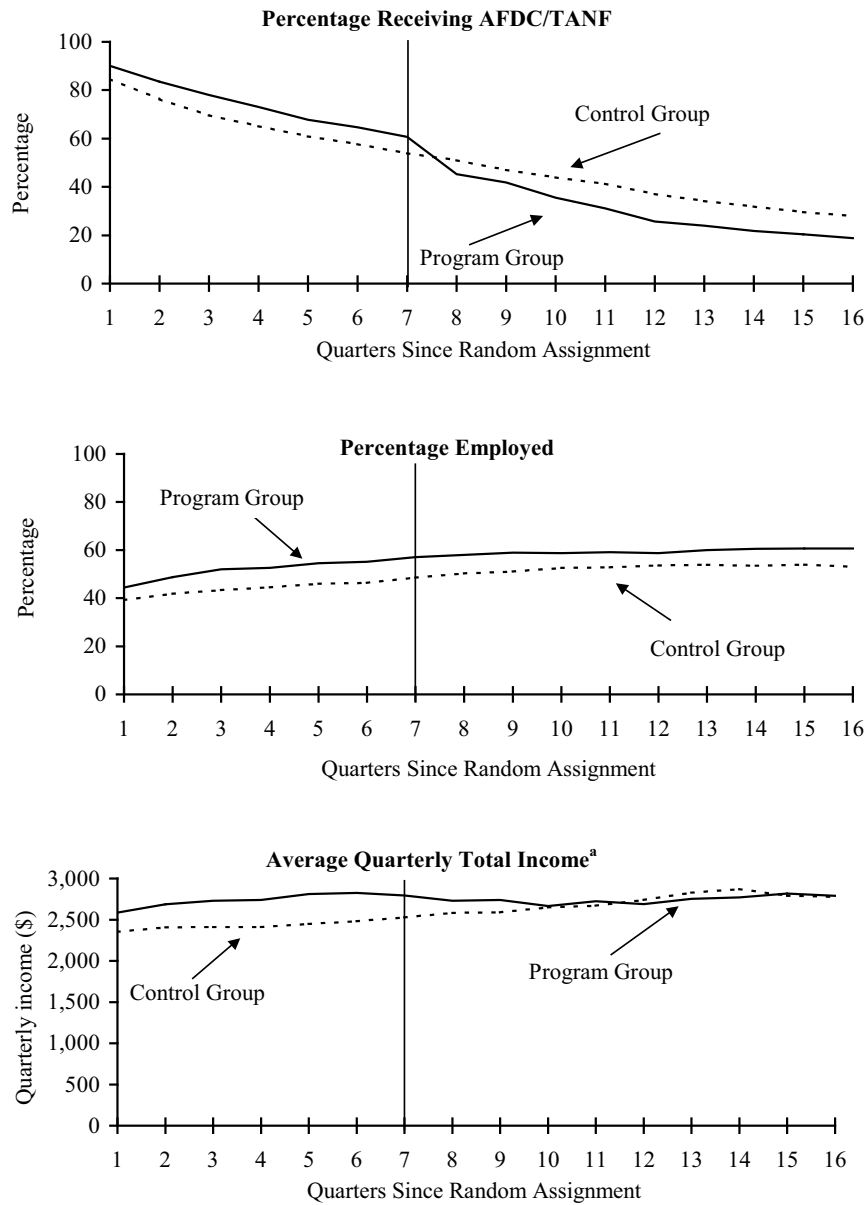 Percentage Receiving AFDC/TANF
100
80
60
40
20
0
Percentage
Control Group
Program Group
1 2 3 4 5 6 7 8 9 10 11 12 13 14 15 16
Quarters Since Random Assignment
Percentage Employed
100
80
60
40
20
0
Percentage
Program Group
Control Group
1 2 3 4 5 6 7 8 9 10 11 12 13 14 15 16
Quarters Since Random Assignment
Average Quarterly Total Incomeᵃ
3,000
2,500
2,000
1,500
1,000
500
0
Quarterly income ($)
Control Group
Program Group
1 2 3 4 5 6 7 8 9 10 11 12 13 14 15 16
Quarters Since Random Assignment